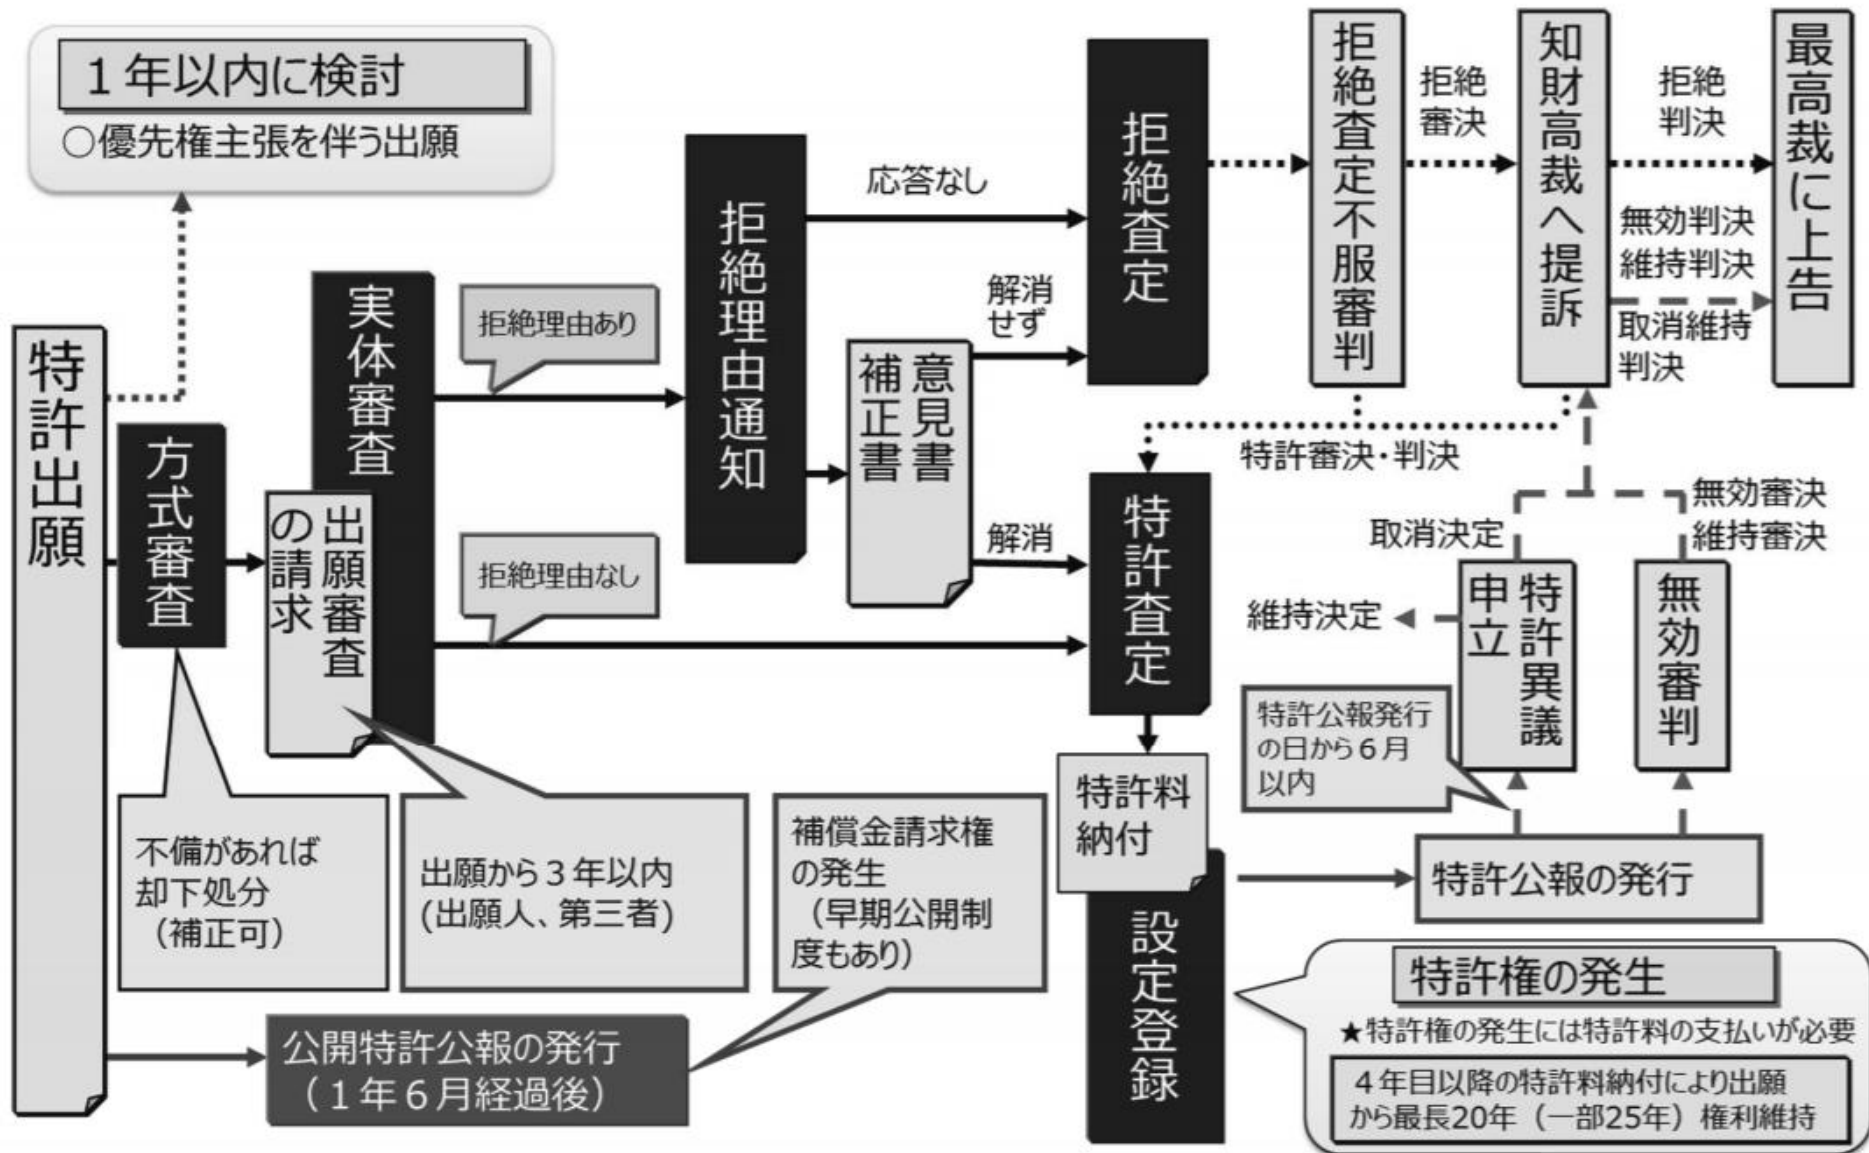 １年以内に検討
○優先権主張を伴う出願
特許出願
方式審査
不備があれば
却下処分
（補正可）
出願審査
の請求
実体審査
出願から３年以内
(出願人、第三者)
公開特許公報の発行
（１年６月経過後）
補償金請求権
の発生
（早期公開制
度もあり）
拒絶理由あり
拒絶理由なし
拒絶理由通知
応答なし
意見書
補正書
解消
せず
解消
拒絶査定
拒絶査定不服審判
拒絶
審決
知財高裁へ提訴
拒絶
判決
無効判決
維持判決
取消維持
判決
最高裁に上告
特許審決・判決
特許査定
特許料
納付
設定登録
特許公報の発行
特許公報発行
の日から６月
以内
特許異議
申立
維持決定
取消決定
無効審判
無効審決
維持審決
特許権の発生
★特許権の発生には特許料の支払いが必要
４年目以降の特許料納付により出願
から最長20年（一部25年）権利維持